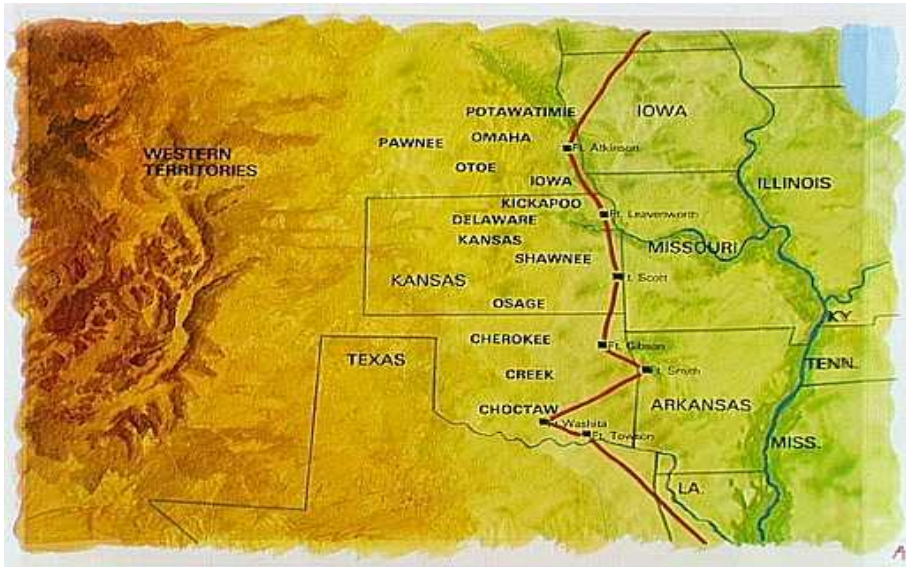 POTAWATIMIE
IOWA
OMAHA
PAWNEE
Ft. Atkinson
WESTERN
TERRITORIES
OTOE
IOWA
ILLINOIS
KICKAPOO
Ft. Leavenworth
DELAWARE
KANSAS
MISSOURI
SHAWNEE
KANSAS
Ft. Scott
OSAGE
KY.
CHEROKEE
Ft. Gibson
TEXAS
TENN.
CREEK
Ft. Smith
CHOCTAW
ARKANSAS
Ft. Washita
Ft. Towson
MISS.
LA.